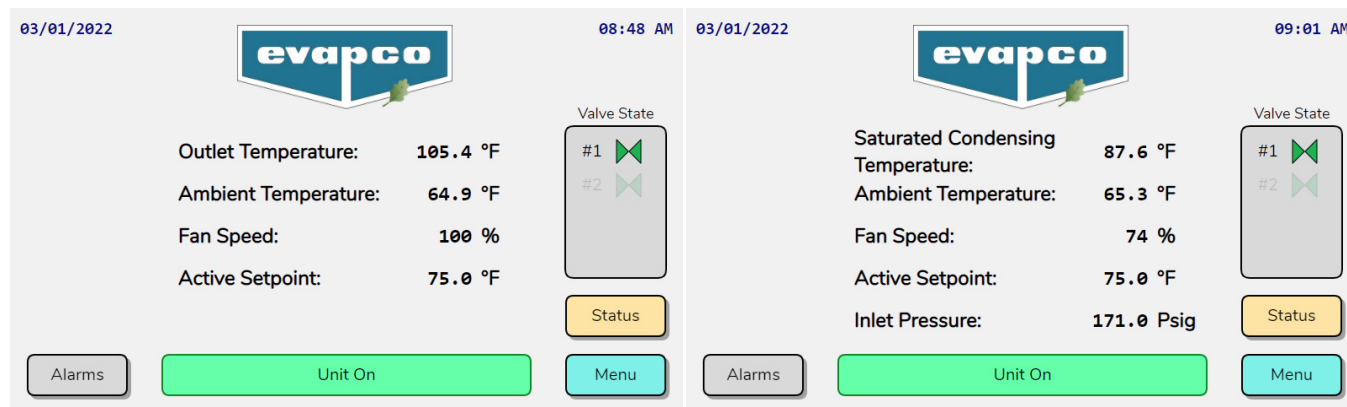 03/01/2022
08:48 AM
evapco
Valve State
Outlet Temperature: 105.4 °F
#1
Ambient Temperature: 64.9 °F
#2
Fan Speed: 100 %
Active Setpoint: 75.0 °F
Status
Alarms
Unit On
Menu
03/01/2022
09:01 AM
evapco
Valve State
Saturated Condensing
Temperature: 87.6 °F
#1
Ambient Temperature: 65.3 °F
#2
Fan Speed: 74 %
Active Setpoint: 75.0 °F
Inlet Pressure: 171.0 Psig
Status
Alarms
Unit On
Menu